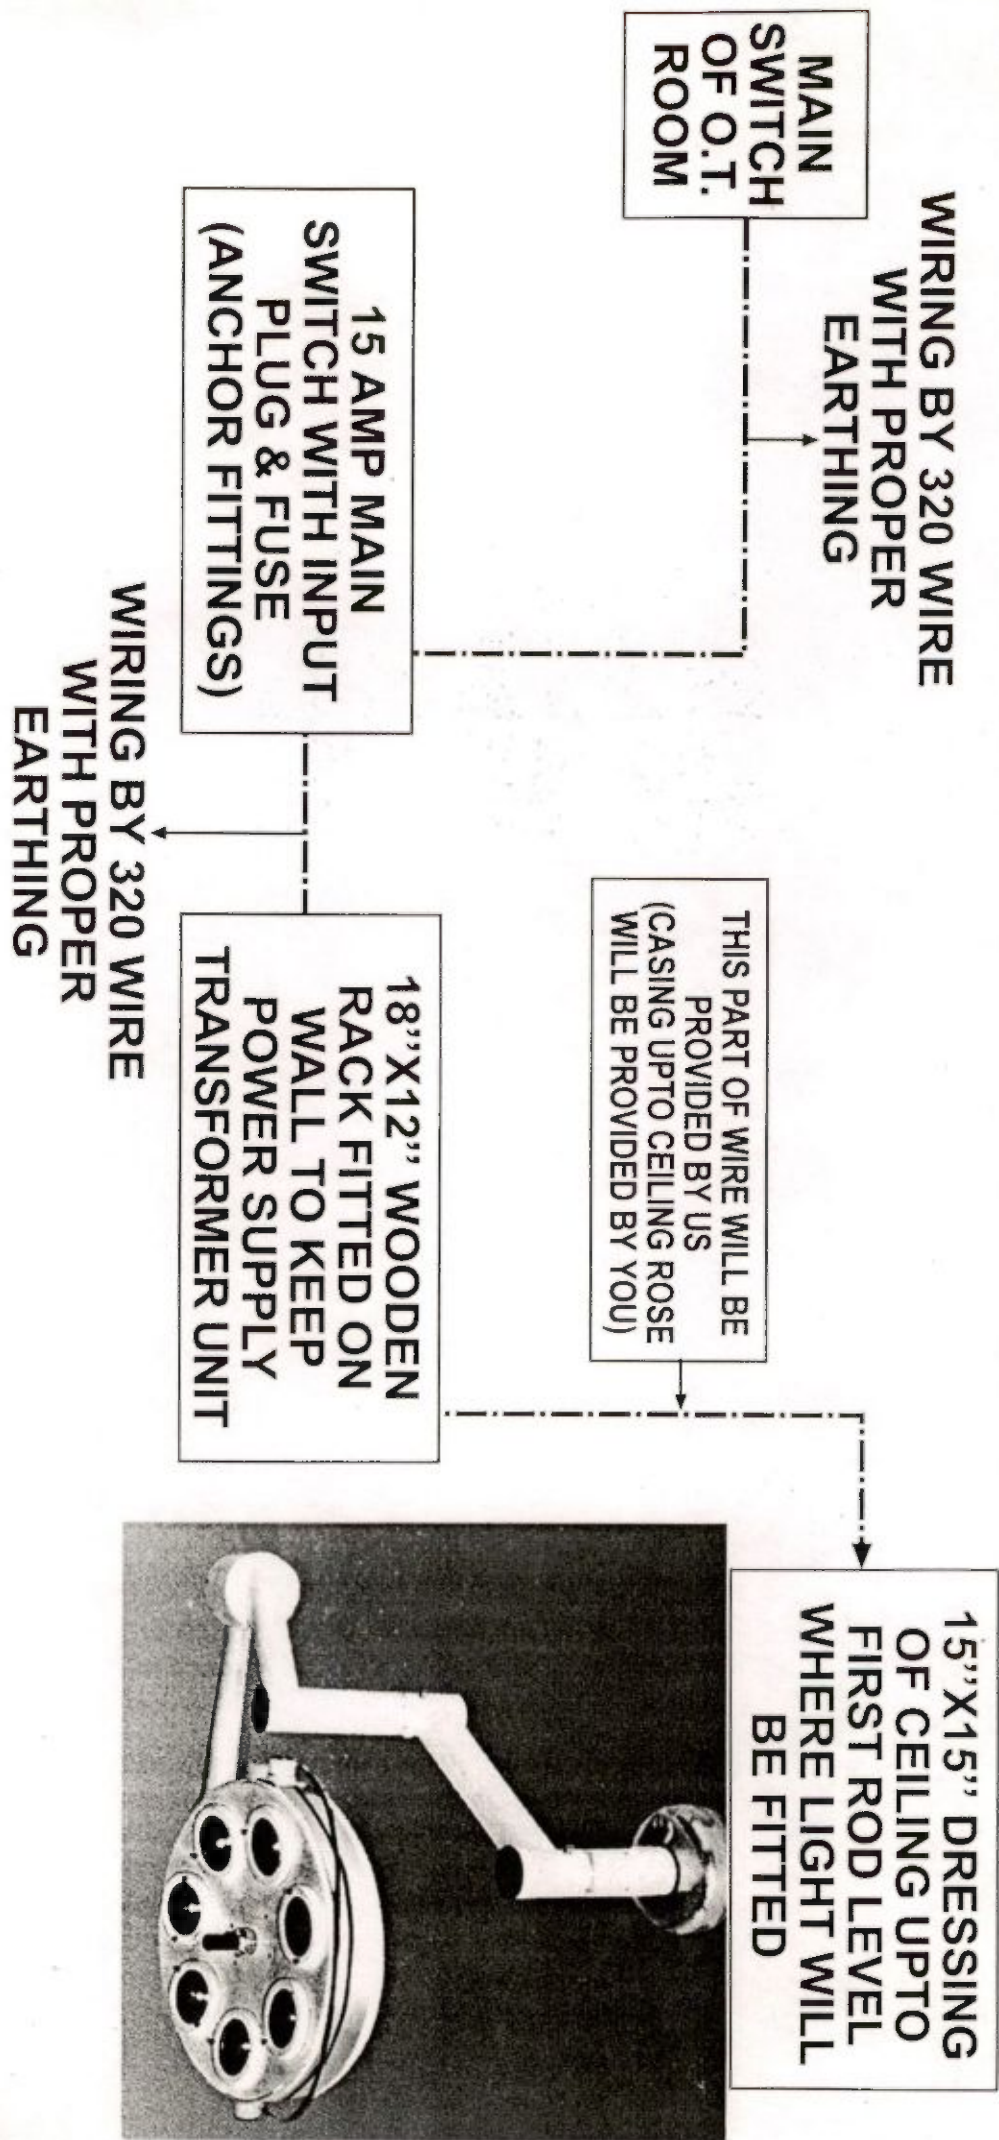 MAIN
SWITCH
OF O.T.
ROOM
WIRING BY 320 WIRE
WITH PROPER
EARTHING
15 AMP MAIN
SWITCH WITH INPUT
PLUG & FUSE
(ANCHOR FITTINGS)
WIRING BY 320 WIRE
WITH PROPER
EARTHING
18”X12” WOODEN
RACK FITTED ON
WALL TO KEEP
POWER SUPPLY
TRANSFORMER UNIT
THIS PART OF WIRE WILL BE
PROVIDED BY US
(CASING UPTO CEILING ROSE
WILL BE PROVIDED BY YOU)
15”X15” DRESSING
OF CEILING UPTO
FIRST ROD LEVEL
WHERE LIGHT WILL
BE FITTED